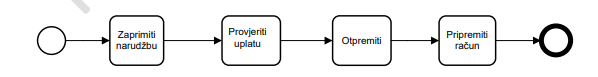 Zaprimiti
narudžbu
Provjeriti
uplatu
Otpremiti
Pripremiti
račun